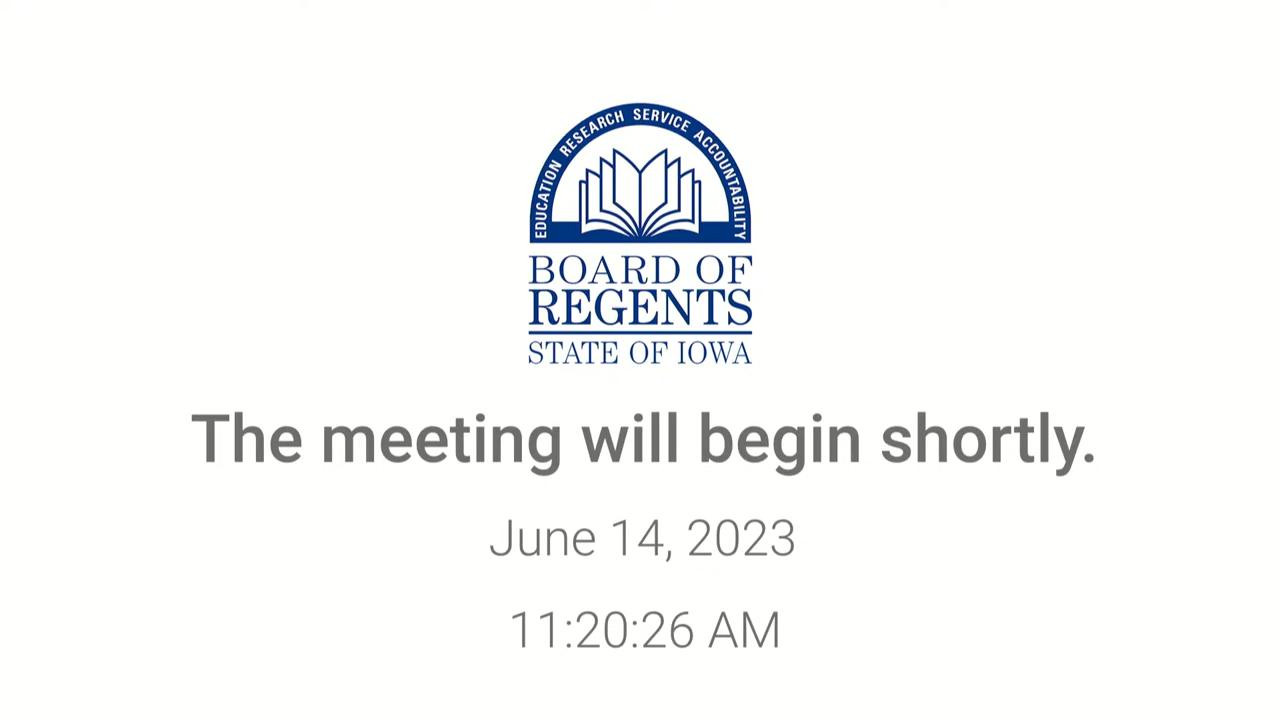 EDUCATION RESEARCH SERVICE ACCOUNTABILITY
BOARD OF
REGENTS
STATE OF IOWA
The meeting will begin shortly.
June 14, 2023
11:20:26 AM